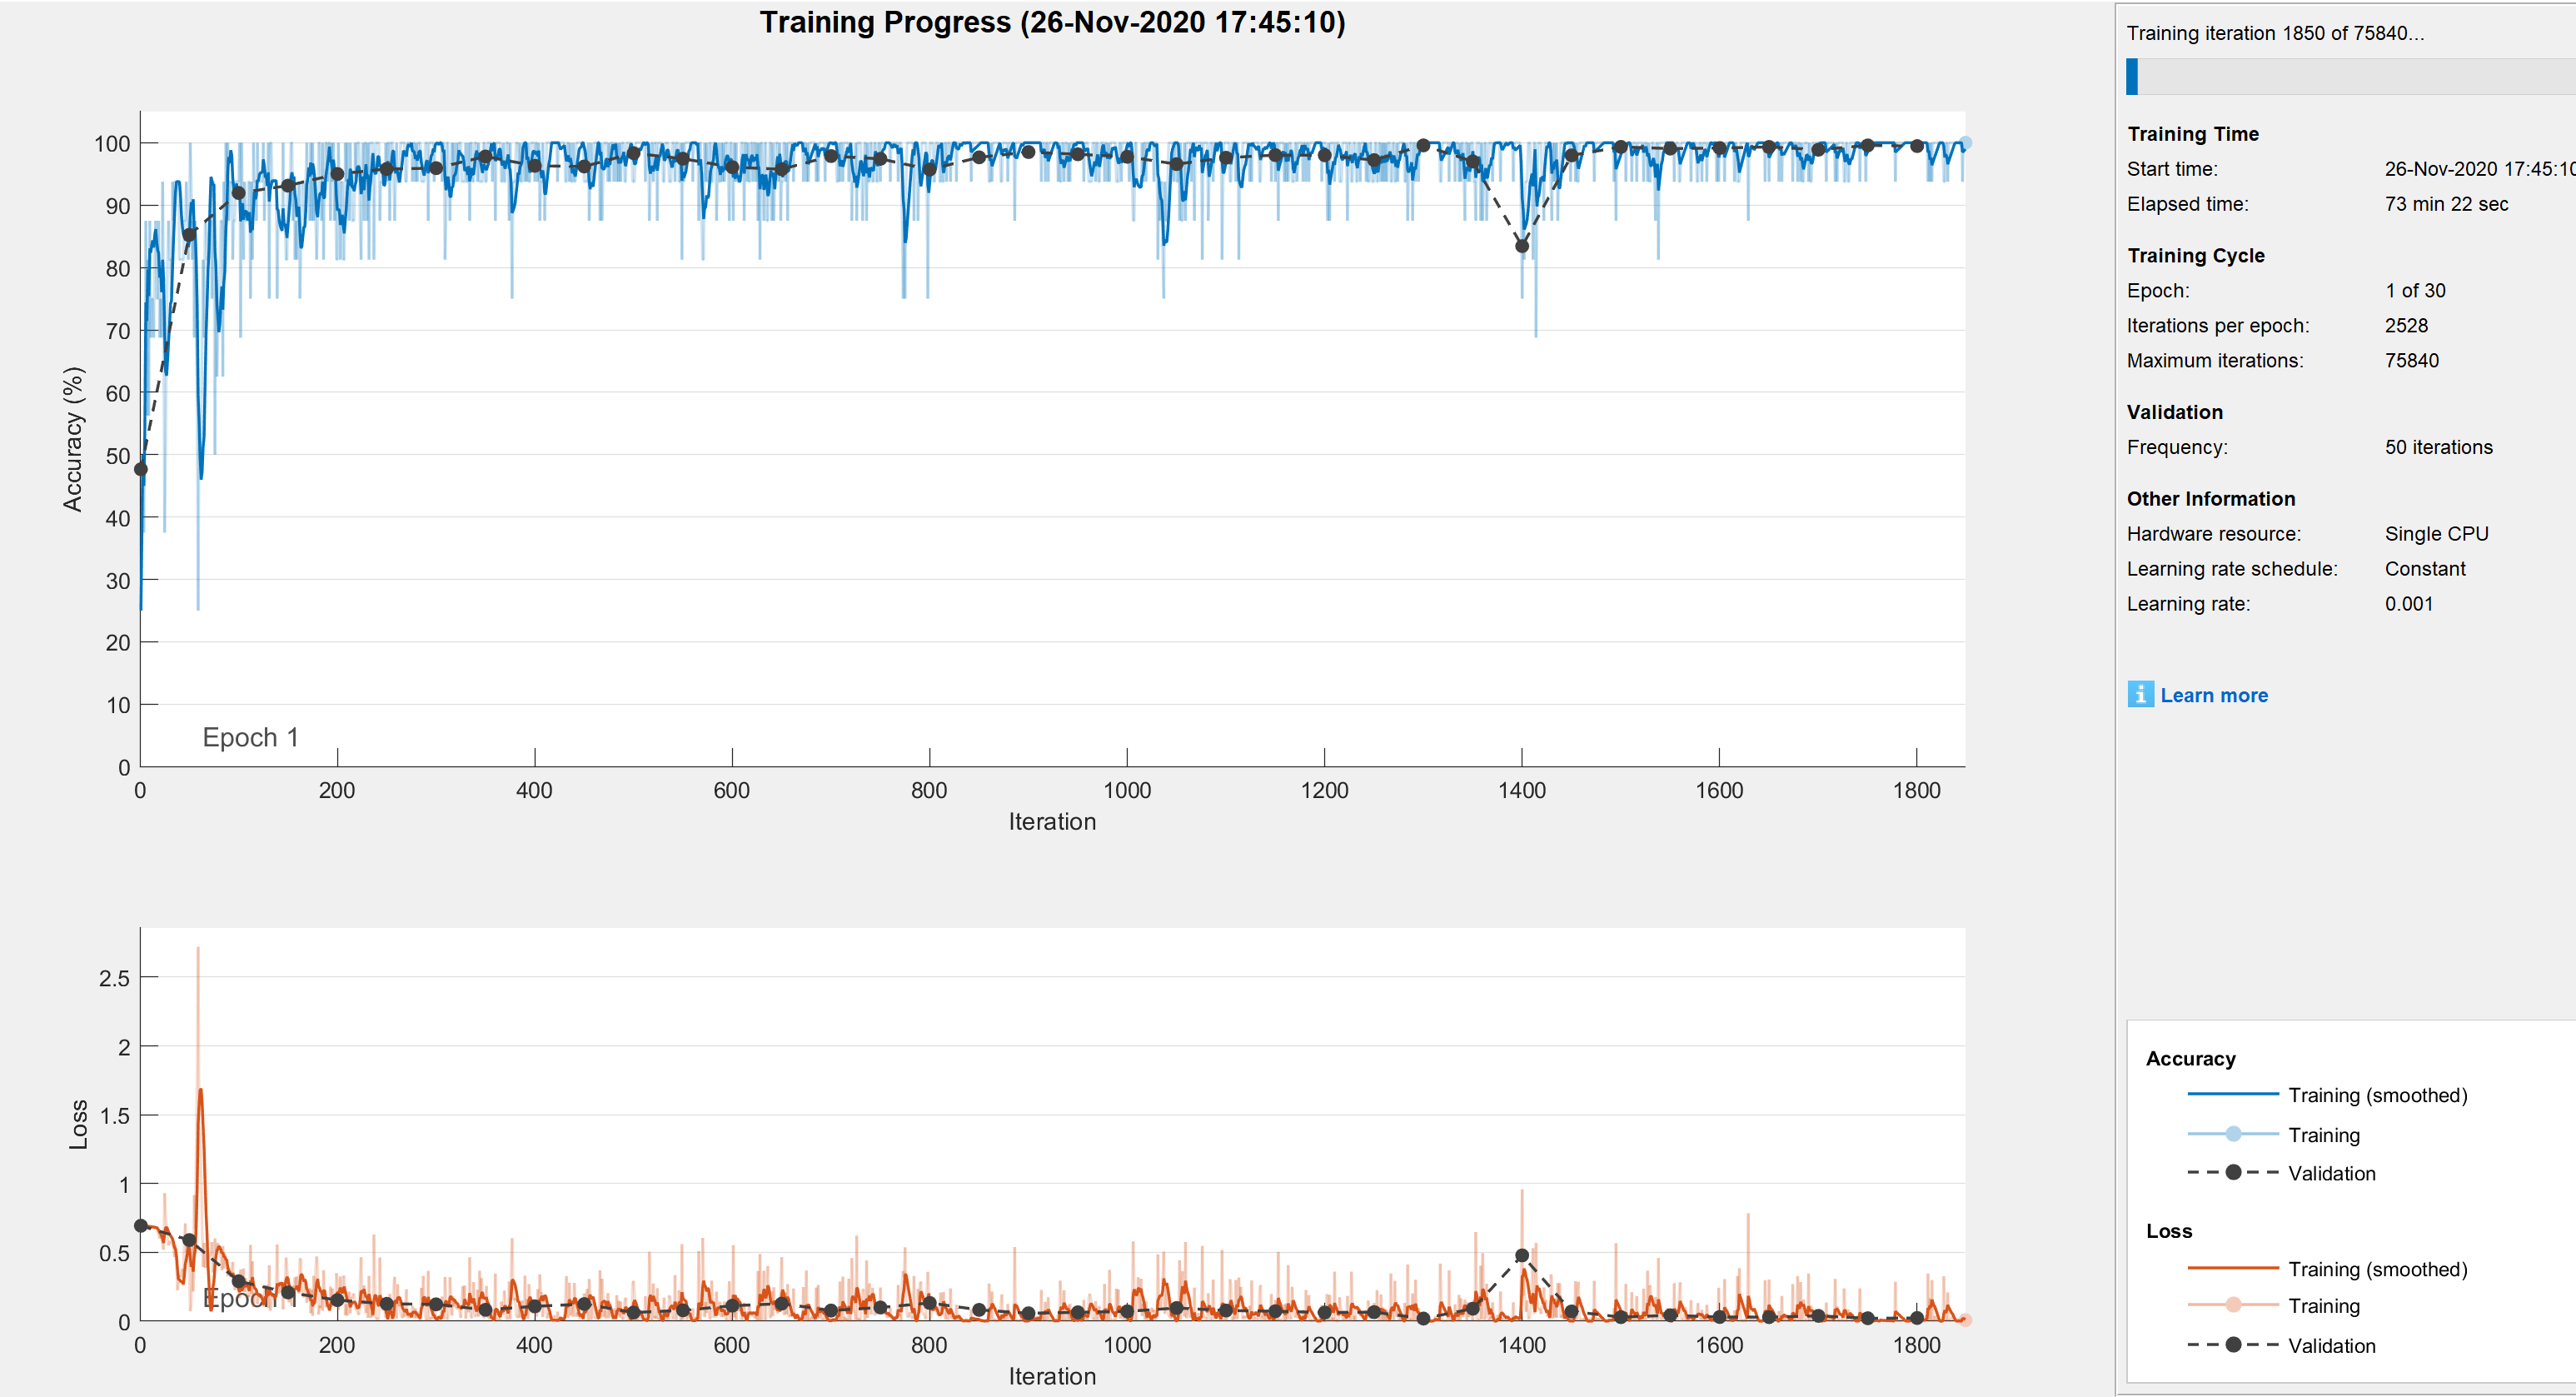 Training Progress (26-Nov-2020 17:45:10)
100
90
80
70
60
50
40
30
20
10
0
Accuracy (%)
Epoch 1
0 200 400 600 800 1000 1200 1400 1600 1800
Iteration
2.5
2
1.5
1
0.5
0
Loss
Epoch 1
0 200 400 600 800 1000 1200 1400 1600 1800
Iteration
Training iteration 1850 of 75840...
Training Time
Start time: 26-Nov-2020 17:45:10
Elapsed time: 73 min 22 sec
Training Cycle
Epoch: 1 of 30
Iterations per epoch: 2528
Maximum iterations: 75840
Validation
Frequency: 50 iterations
Other Information
Hardware resource: Single CPU
Learning rate schedule: Constant
Learning rate: 0.001
i Learn more
Accuracy
Training (smoothed)
Training
Validation
Loss
Training (smoothed)
Training
Validation